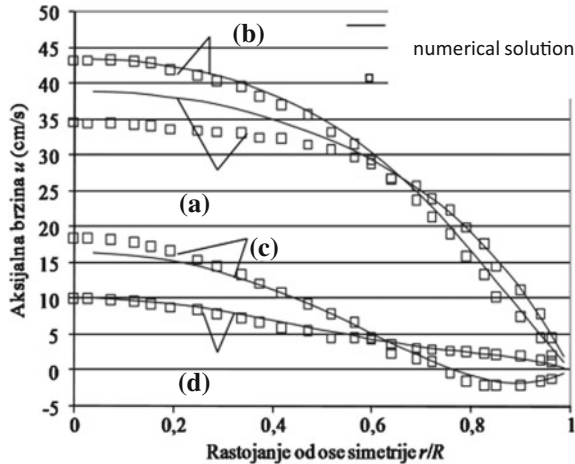 50
45
40
35
30
25
20
15
10
5
0
-5
Aksijalna brzina u (cm/s)
(b)
numerical solution
(a)
(c)
(d)
0
0,2
0,4
0,6
0,8
1
Rastojanje od ose simetrije r/R